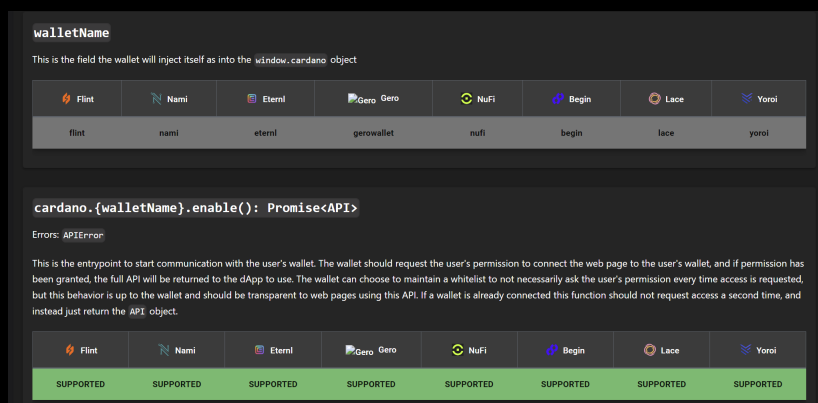 walletName
This is the field the wallet will inject itself as into the window.cardano object
Flint Nami Eternl Gero Gero NuFi Begin Lace Yoroi
flint nami eternl gerowallet nufi begin lace yoroi
cardano.{walletName}.enable(): Promise<API>
Errors: APIError
This is the entrypoint to start communication with the user's wallet. The wallet should request the user's permission to connect the web page to the user's wallet, and if permission has
been granted, the full API will be returned to the dApp to use. The wallet can choose to maintain a whitelist to not necessarily ask the user's permission every time access is requested,
but this behavior is up to the wallet and should be transparent to web pages using this API. If a wallet is already connected this function should not request access a second time, and
instead just return the API object.
Flint Nami Eternl Gero Gero NuFi Begin Lace Yoroi
SUPPORTED SUPPORTED SUPPORTED SUPPORTED SUPPORTED SUPPORTED SUPPORTED SUPPORTED